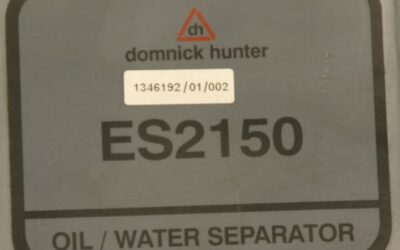 dh
domnick hunter
1346192/01/002
ES2150
OIL / WATER SEPARATOR